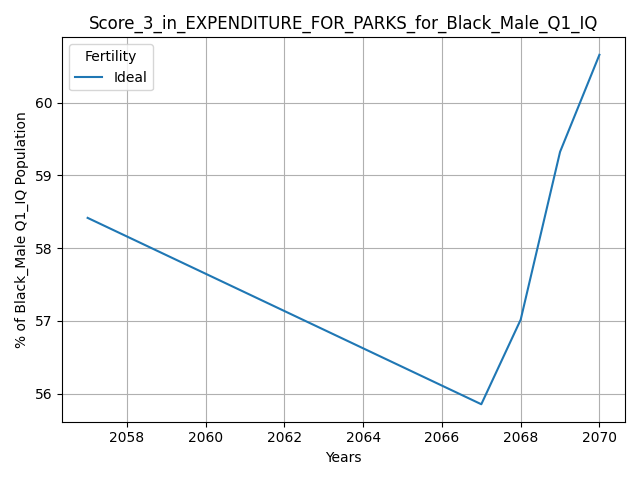 Score_3_in_EXPENDITURE_FOR_PARKS_for_Black_Male_Q1_IQ
Fertility
Ideal
% of Black_Male Q1_IQ Population
60
59
58
57
56
2058 2060 2062 2064 2066 2068 2070
Years